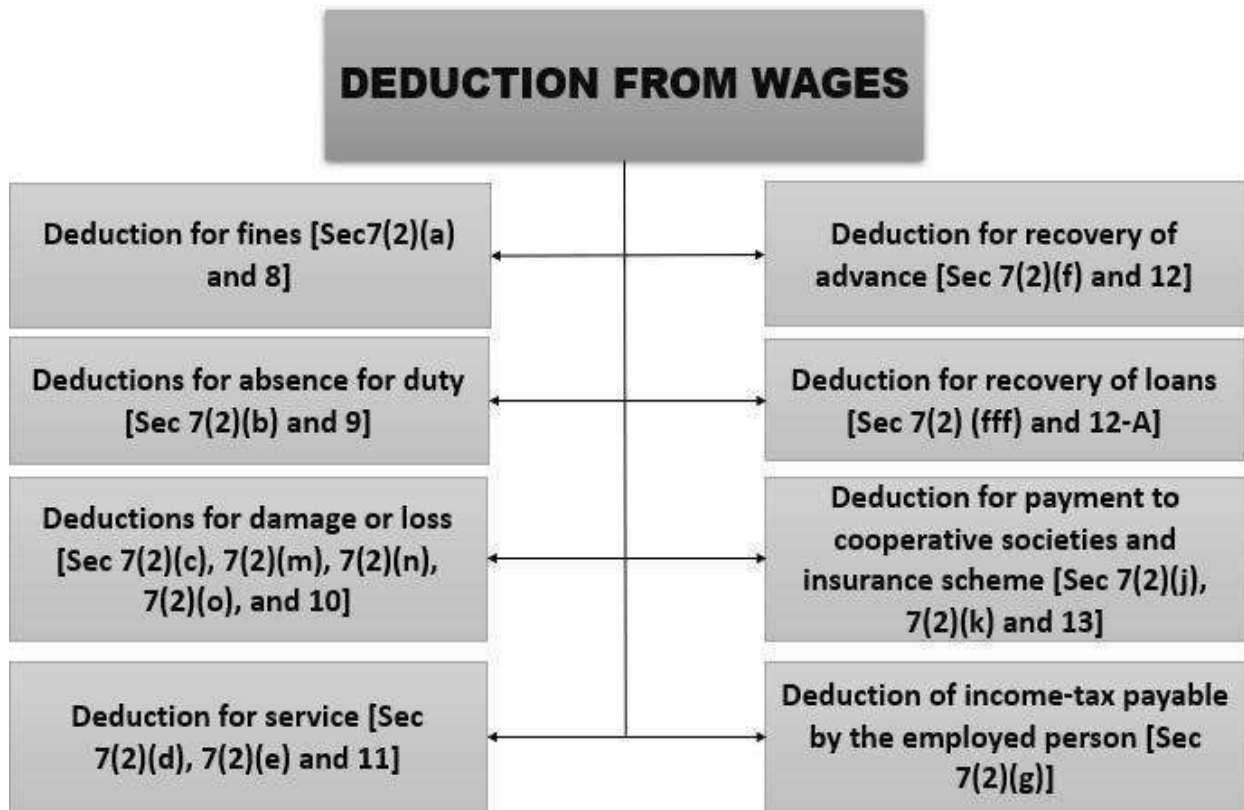 DEDUCTION FROM WAGES
Deduction for fines [Sec7(2)(a)
and 8]
Deduction for recovery of
advance [Sec 7(2)(f) and 12]
Deductions for absence for duty
[Sec 7(2)(b) and 9]
Deduction for recovery of loans
[Sec 7(2) (fff) and 12-A]
Deductions for damage or loss
[Sec 7(2)(c), 7(2)(m), 7(2)(n),
7(2)(o), and 10]
Deduction for payment to
cooperative societies and
insurance scheme [Sec 7(2)(j),
7(2)(k) and 13]
Deduction for service [Sec
7(2)(d), 7(2)(e) and 11]
Deduction of income-tax payable
by the employed person [Sec
7(2)(g)]